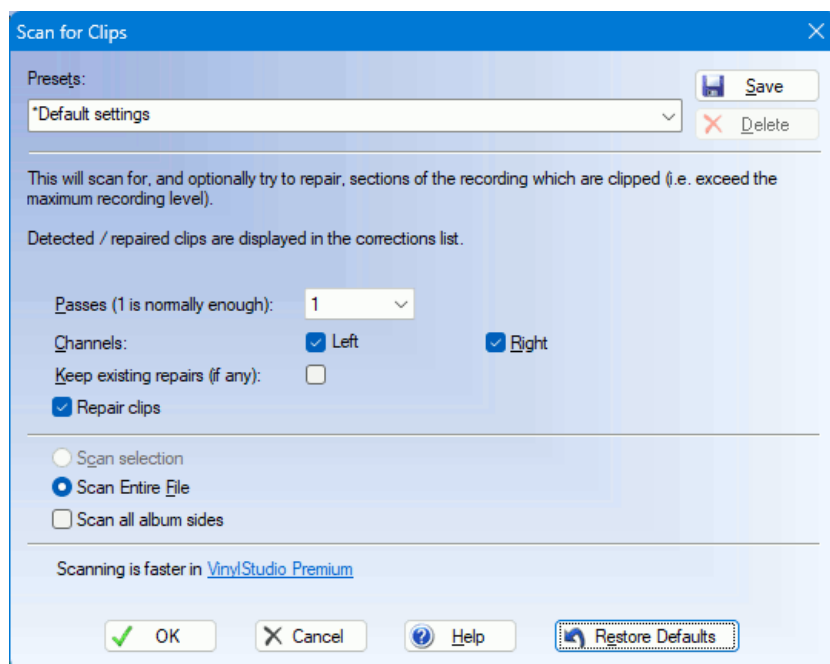 Scan for Clips
Presets:
Save
*Default settings
Delete
This will scan for, and optionally try to repair, sections of the recording which are clipped (i.e. exceed the
maximum recording level).
Detected / repaired clips are displayed in the corrections list.
Passes (1 is normally enough): 1
Channels: Left Right
Keep existing repairs (if any):
Repair clips
Scan selection
Scan Entire File
Scan all album sides
Scanning is faster in VinylStudio Premium
OK Cancel Help Restore Defaults